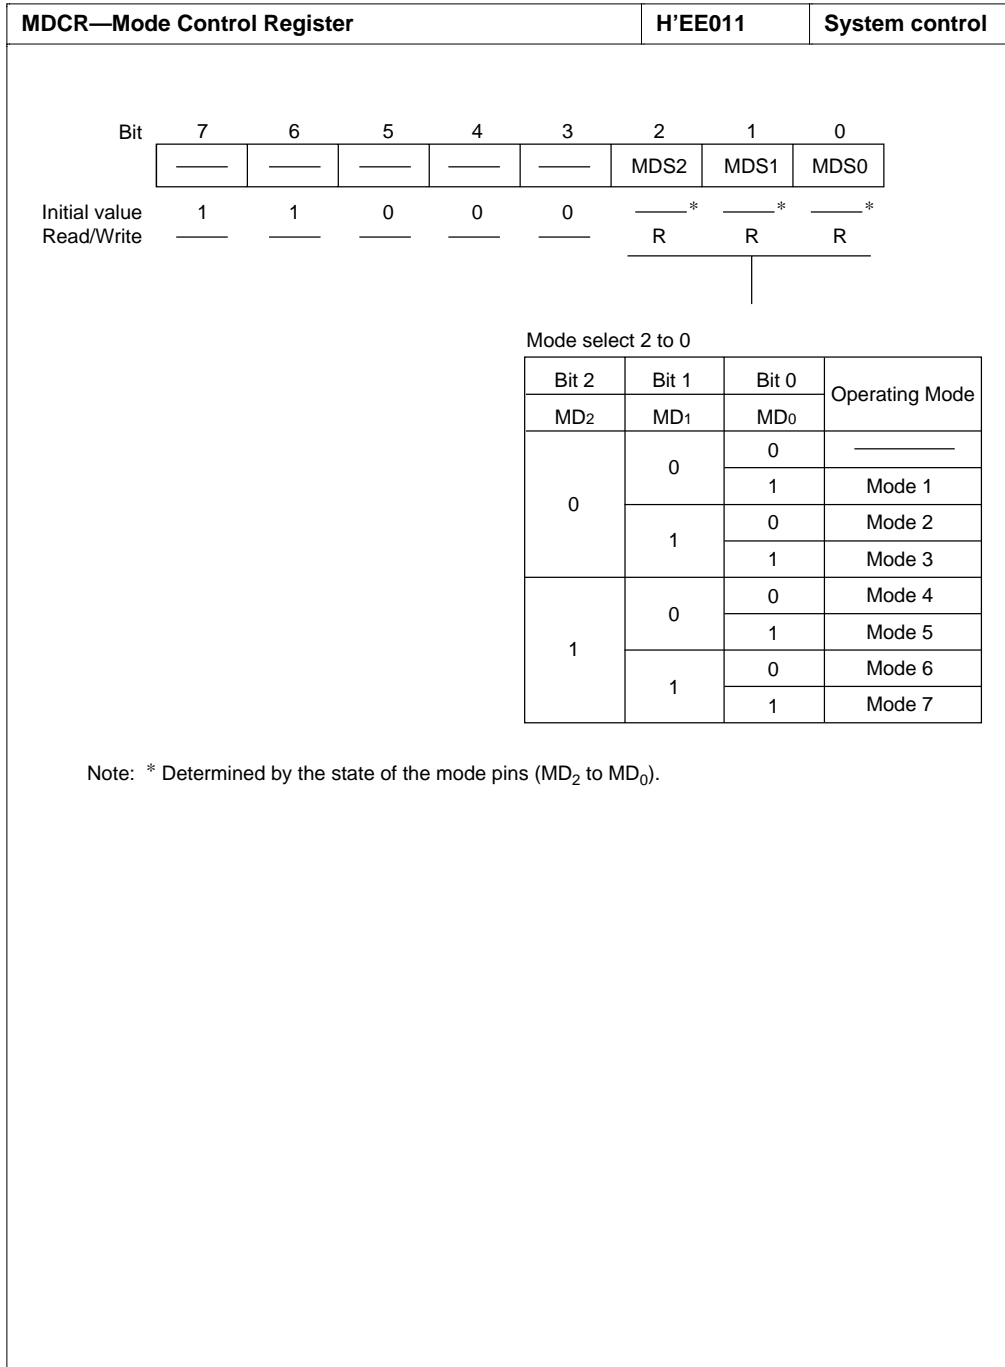 MDCR—Mode Control Register H'EE011 System control
Bit 7 6 5 4 3 2 1 0
—— —— —— —— —— MDS2 MDS1 MDS0
Initial value 1 1 0 0 0 ——* ——* ——*
Read/Write —— —— —— —— —— R R R
Mode select 2 to 0
Bit 2 Bit 1 Bit 0 Operating Mode
MD2 MD1 MD0
0 0 0 ——
1 Mode 1
1 0 Mode 2
1 Mode 3
1 0 0 Mode 4
1 Mode 5
1 0 Mode 6
1 Mode 7
Note: * Determined by the state of the mode pins (MD2 to MD0).